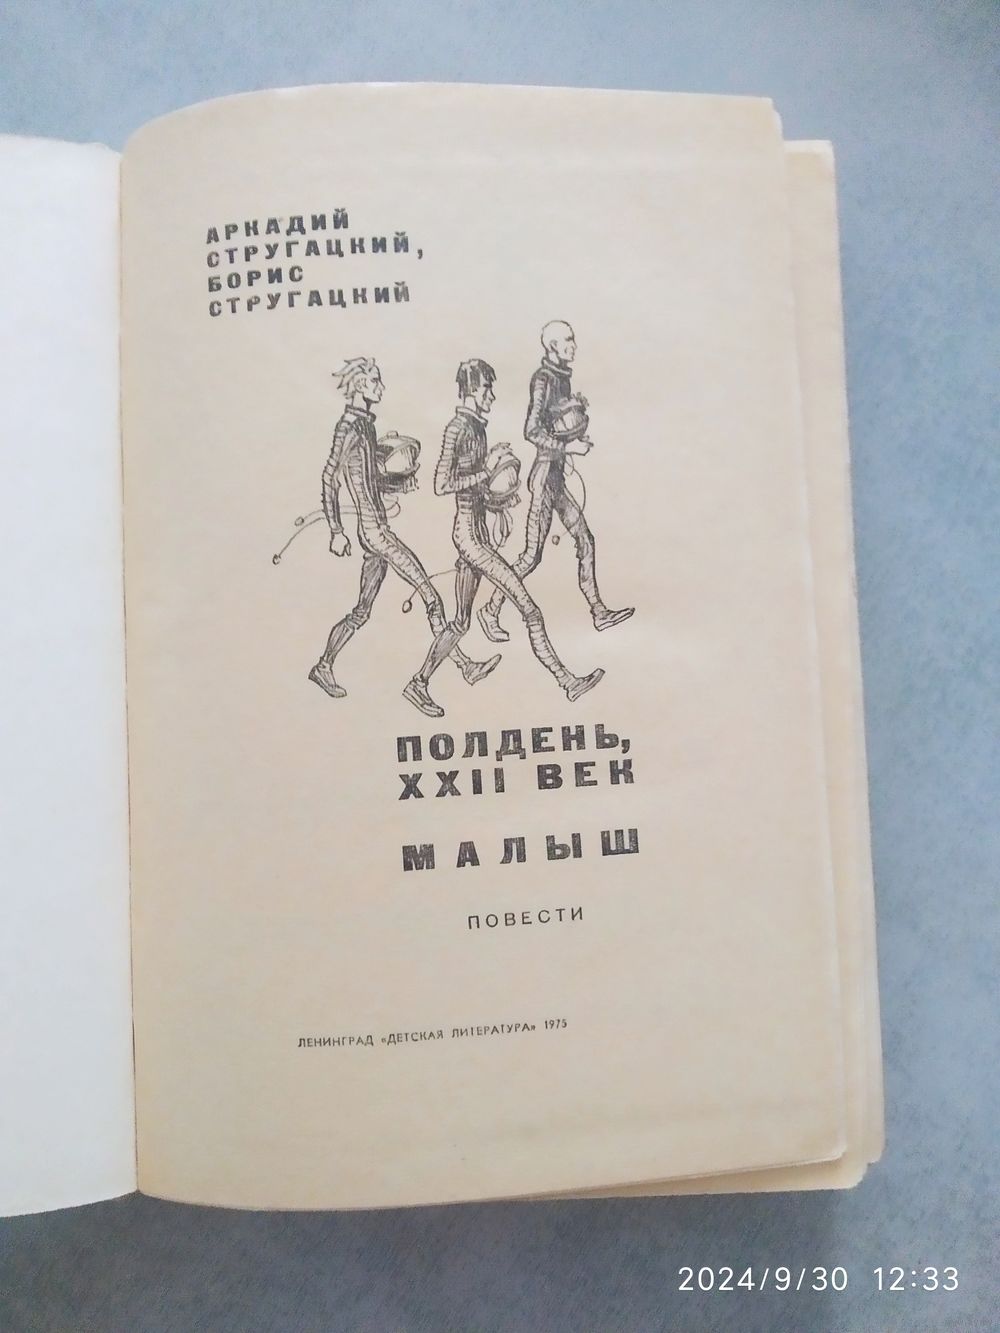 АРКАДИЙ
СТРУГАЦКИЙ,
БОРИС
СТРУГАЦКИЙ
ПОЛДЕНЬ,
XXII ВЕК
МАЛЫШ
ПОВЕСТИ
ЛЕНИНГРАД «ДЕТСКАЯ ЛИТЕРАТУРА» 1975
2024/9/30 12:33